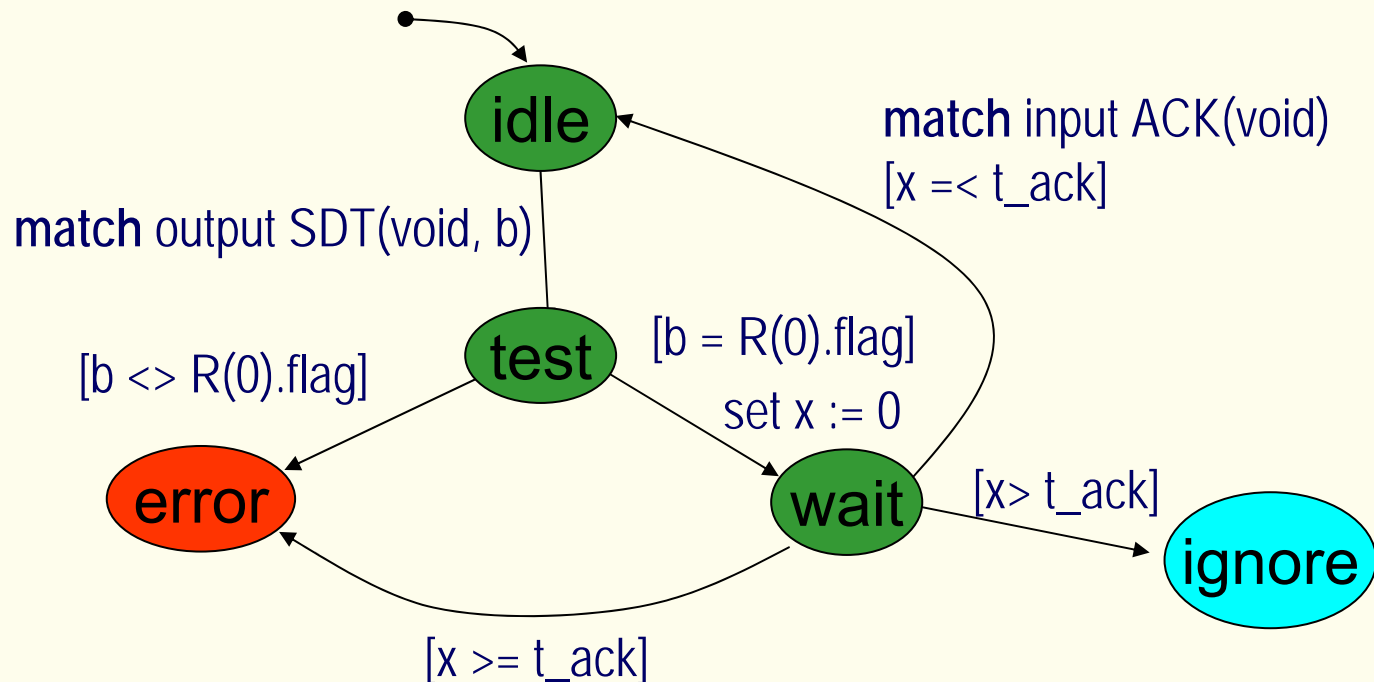 idle
match input ACK(void)
[x =< t_ack]
match output SDT(void, b)
test
[b = R(0).flag]
set x := 0
[b <> R(0).flag]
error
wait
[x> t_ack]
ignore
[x >= t_ack]